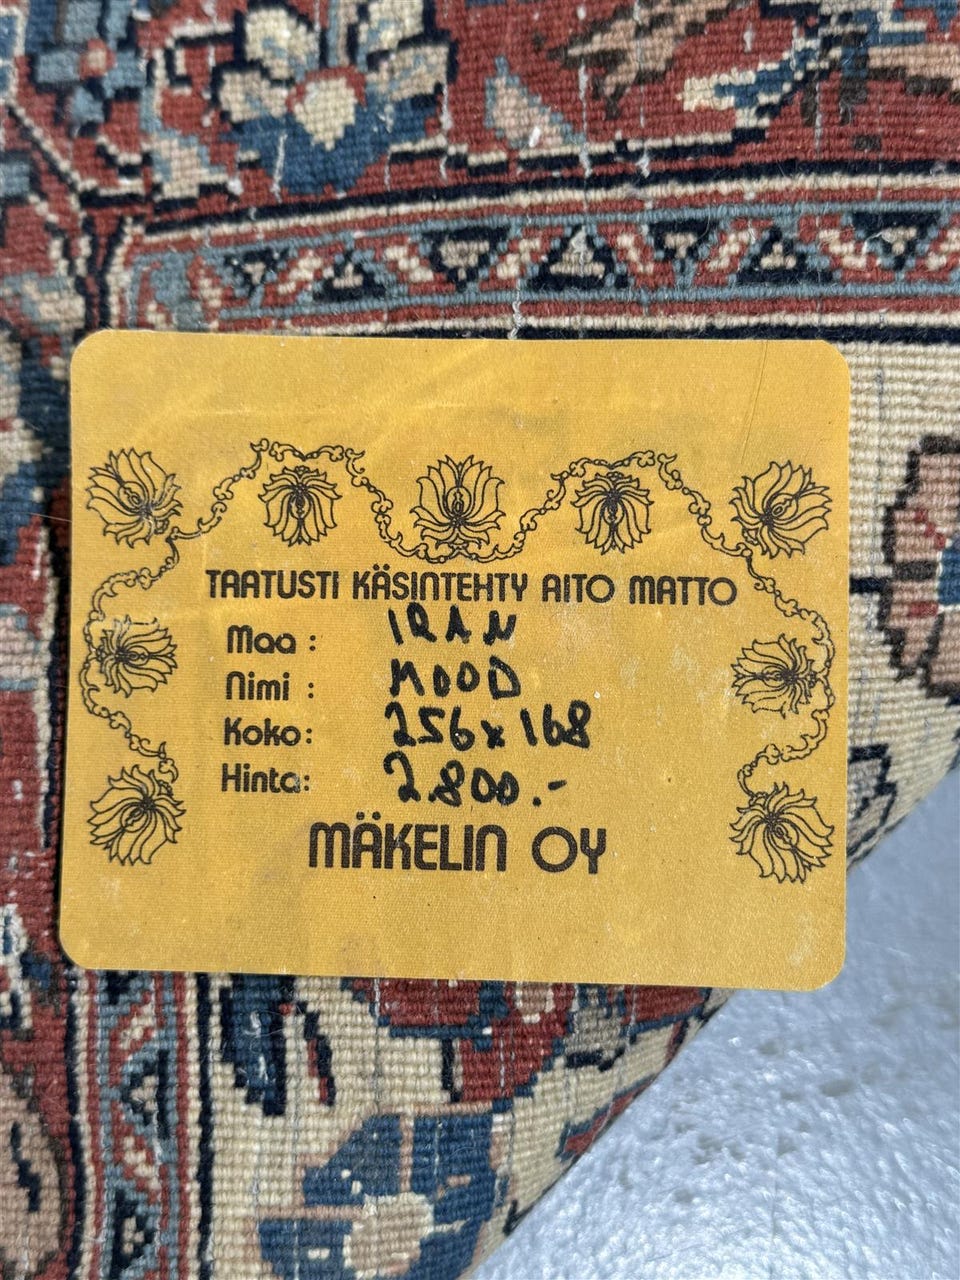 TAATUSTI KÄSINTEHTY AITO MATTO
Maa : IRAN
Nimi : MOOD
Koko: 256x168
Hinta: 2.800.-
MÄKELIN OY